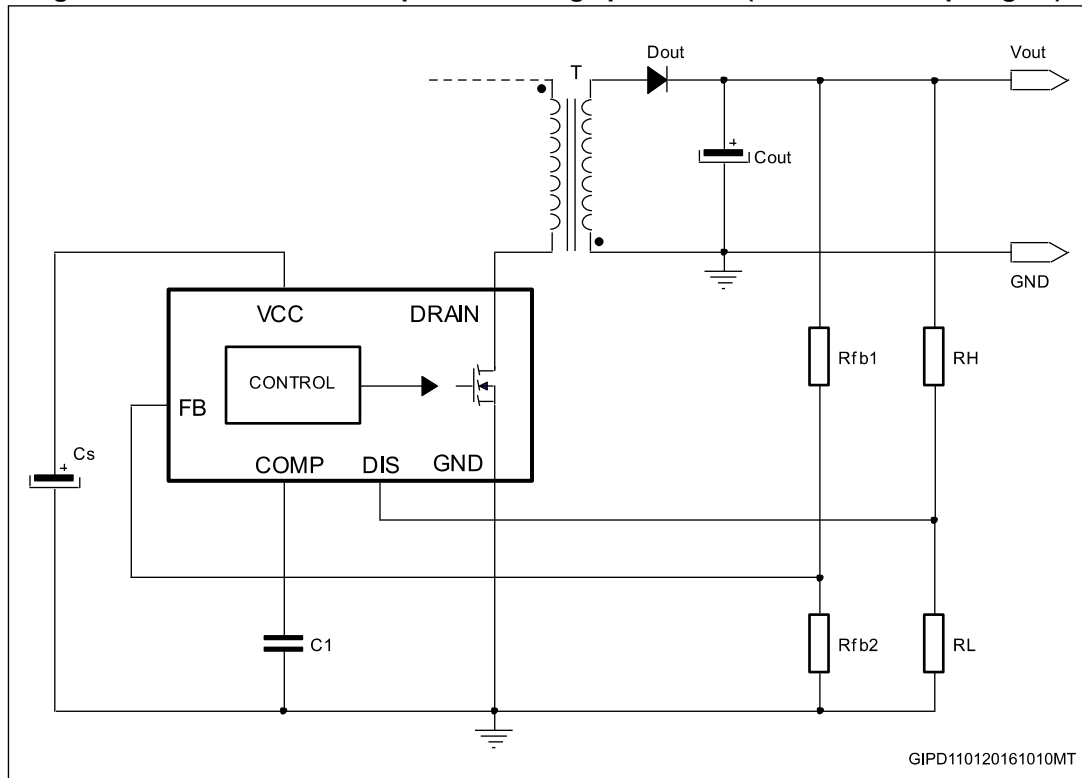 Dout
Vout
T
+
Cout
GND
VCC
DRAIN
CONTROL
Rfb1
RH
FB
Cs
+
COMP
DIS
GND
C1
Rfb2
RL
GIPD110120161010MT